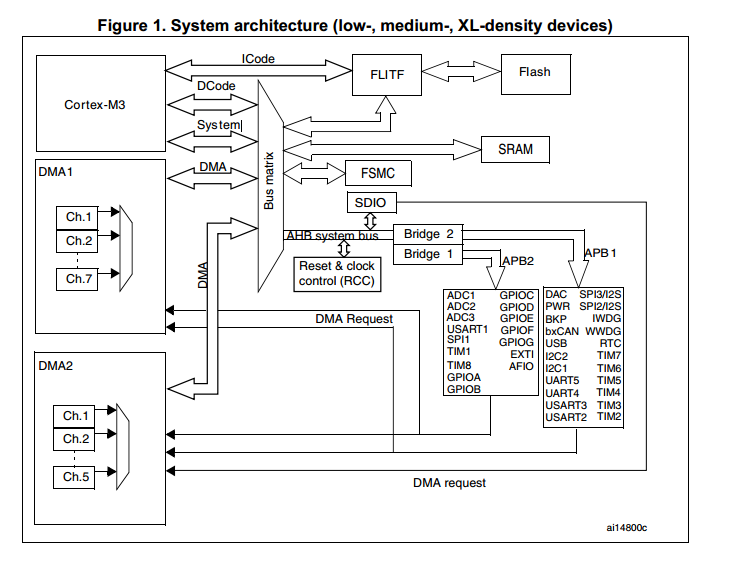 Figure 1. System architecture (low-, medium-, XL-density devices)
ICode
FLITF
Flash
Cortex-M3
DCode
System
Bus matrix
SRAM
DMA1
DMA
FSMC
SDIO
Ch.1
Ch.2
Ch.7
AHB system bus
Bridge 2
Bridge 1
APB2
APB1
Reset & clock
control (RCC)
DMA
DMA Request
ADC1 GPIOC
ADC2 GPIOD
ADC3 GPIOE
USART1 GPIOF
SPI1 GPIOG
TIM1 EXTI
TIM8 AFIO
GPIOA
GPIOB
DAC SPI3/I2S
PWR SPI2/I2S
BKP IWDG
bxCAN WWDG
USB RTC
I2C2 TIM7
I2C1 TIM6
UART5 TIM5
UART4 TIM4
USART3 TIM3
USART2 TIM2
DMA2
Ch.1
Ch.2
Ch.5
DMA request
ai14800c